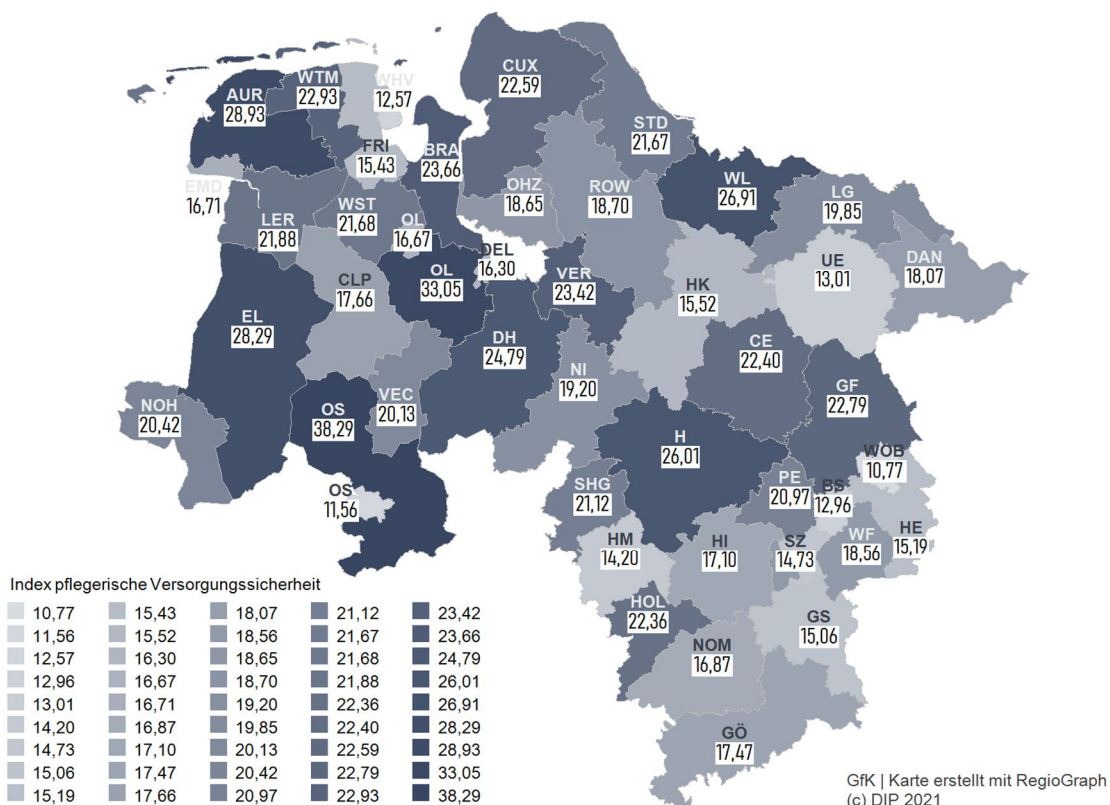 CUX
22,59
WTM
22,93
WHV
12,57
AUR
28,93
STD
21,67
FRI
15,43
BRA
23,66
WL
26,91
EMD
16,71
OHZ
18,65
ROW
18,70
LG
19,85
LER
21,88
WST
21,68
OL
16,67
DEL
16,30
UE
13,01
DAN
18,07
CLP
17,66
OL
33,05
VER
23,42
HK
15,52
EL
28,29
DH
24,79
CE
22,40
NI
19,20
GF
22,79
NOH
20,42
OS
38,29
VEC
20,13
H
26,01
WOB
10,77
OS
11,56
SHG
21,12
PE
20,97
BS
12,96
HE
15,19
HM
14,20
HI
17,10
SZ
14,73
WF
18,56
HOL
22,36
GS
15,06
NOM
16,87
GÖ
17,47
Index pflegerische Versorgungssicherheit
10,77 15,43 18,07 21,12 23,42
11,56 15,52 18,56 21,67 23,66
12,57 16,30 18,65 21,68 24,79
12,96 16,67 18,70 21,88 26,01
13,01 16,71 19,20 22,36 26,91
14,20 16,87 19,85 22,40 28,29
14,73 17,10 20,13 22,59 28,93
15,06 17,47 20,42 22,79 33,05
15,19 17,66 20,97 22,93 38,29
GfK | Karte erstellt mit RegioGraph
(c) DIP 2021